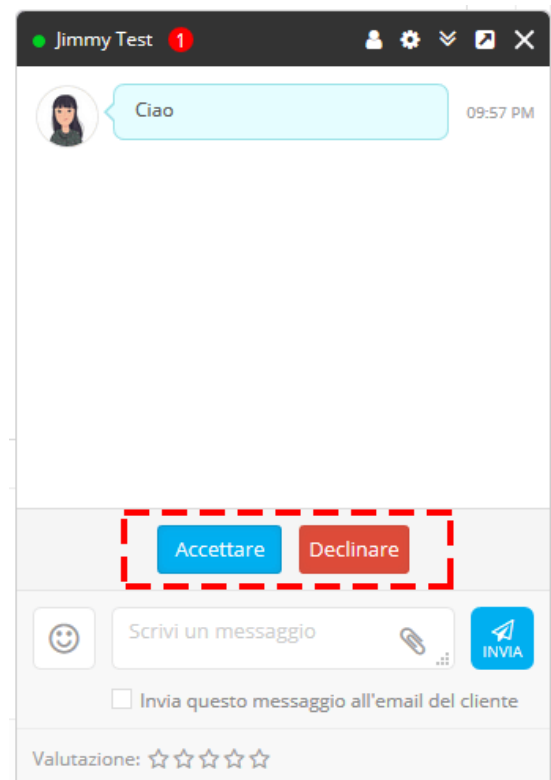 Jimmy Test 1
Ciao
09:57 PM
Accettare Declinare
Scrivi un messaggio
INVIA
Invia questo messaggio all'email del cliente
Valutazione: